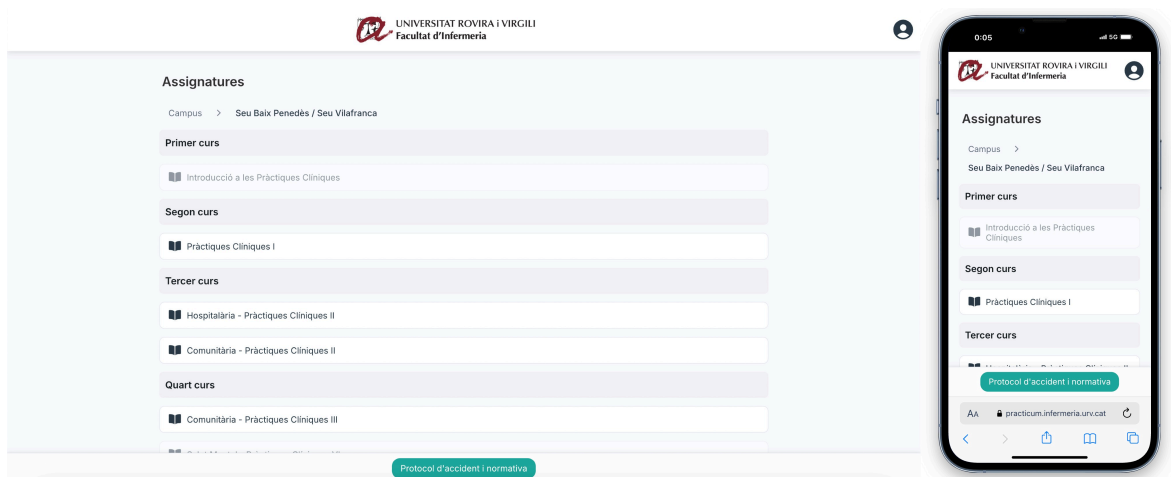 UNIVERSITAT ROVIRA i VIRGILI
Facultat d'Infermeria
Assignatures
Campus > Seu Baix Penedès / Seu Vilafranca
Primer curs
Introducció a les Pràctiques Clíniques
Segon curs
Pràctiques Clíniques I
Tercer curs
Hospitalària - Pràctiques Clíniques II
Comunitària - Pràctiques Clíniques II
Quart curs
Comunitària - Pràctiques Clíniques III
Protocol d'accident i normativa
0:05
5G
UNIVERSITAT ROVIRA i VIRGILI
Facultat d'Infermeria
Assignatures
Campus >
Seu Baix Penedès / Seu Vilafranca
Primer curs
Introducció a les Pràctiques
Clíniques
Segon curs
Pràctiques Clíniques I
Tercer curs
Protocol d'accident i normativa
AA practicum.infermeria.urv.cat